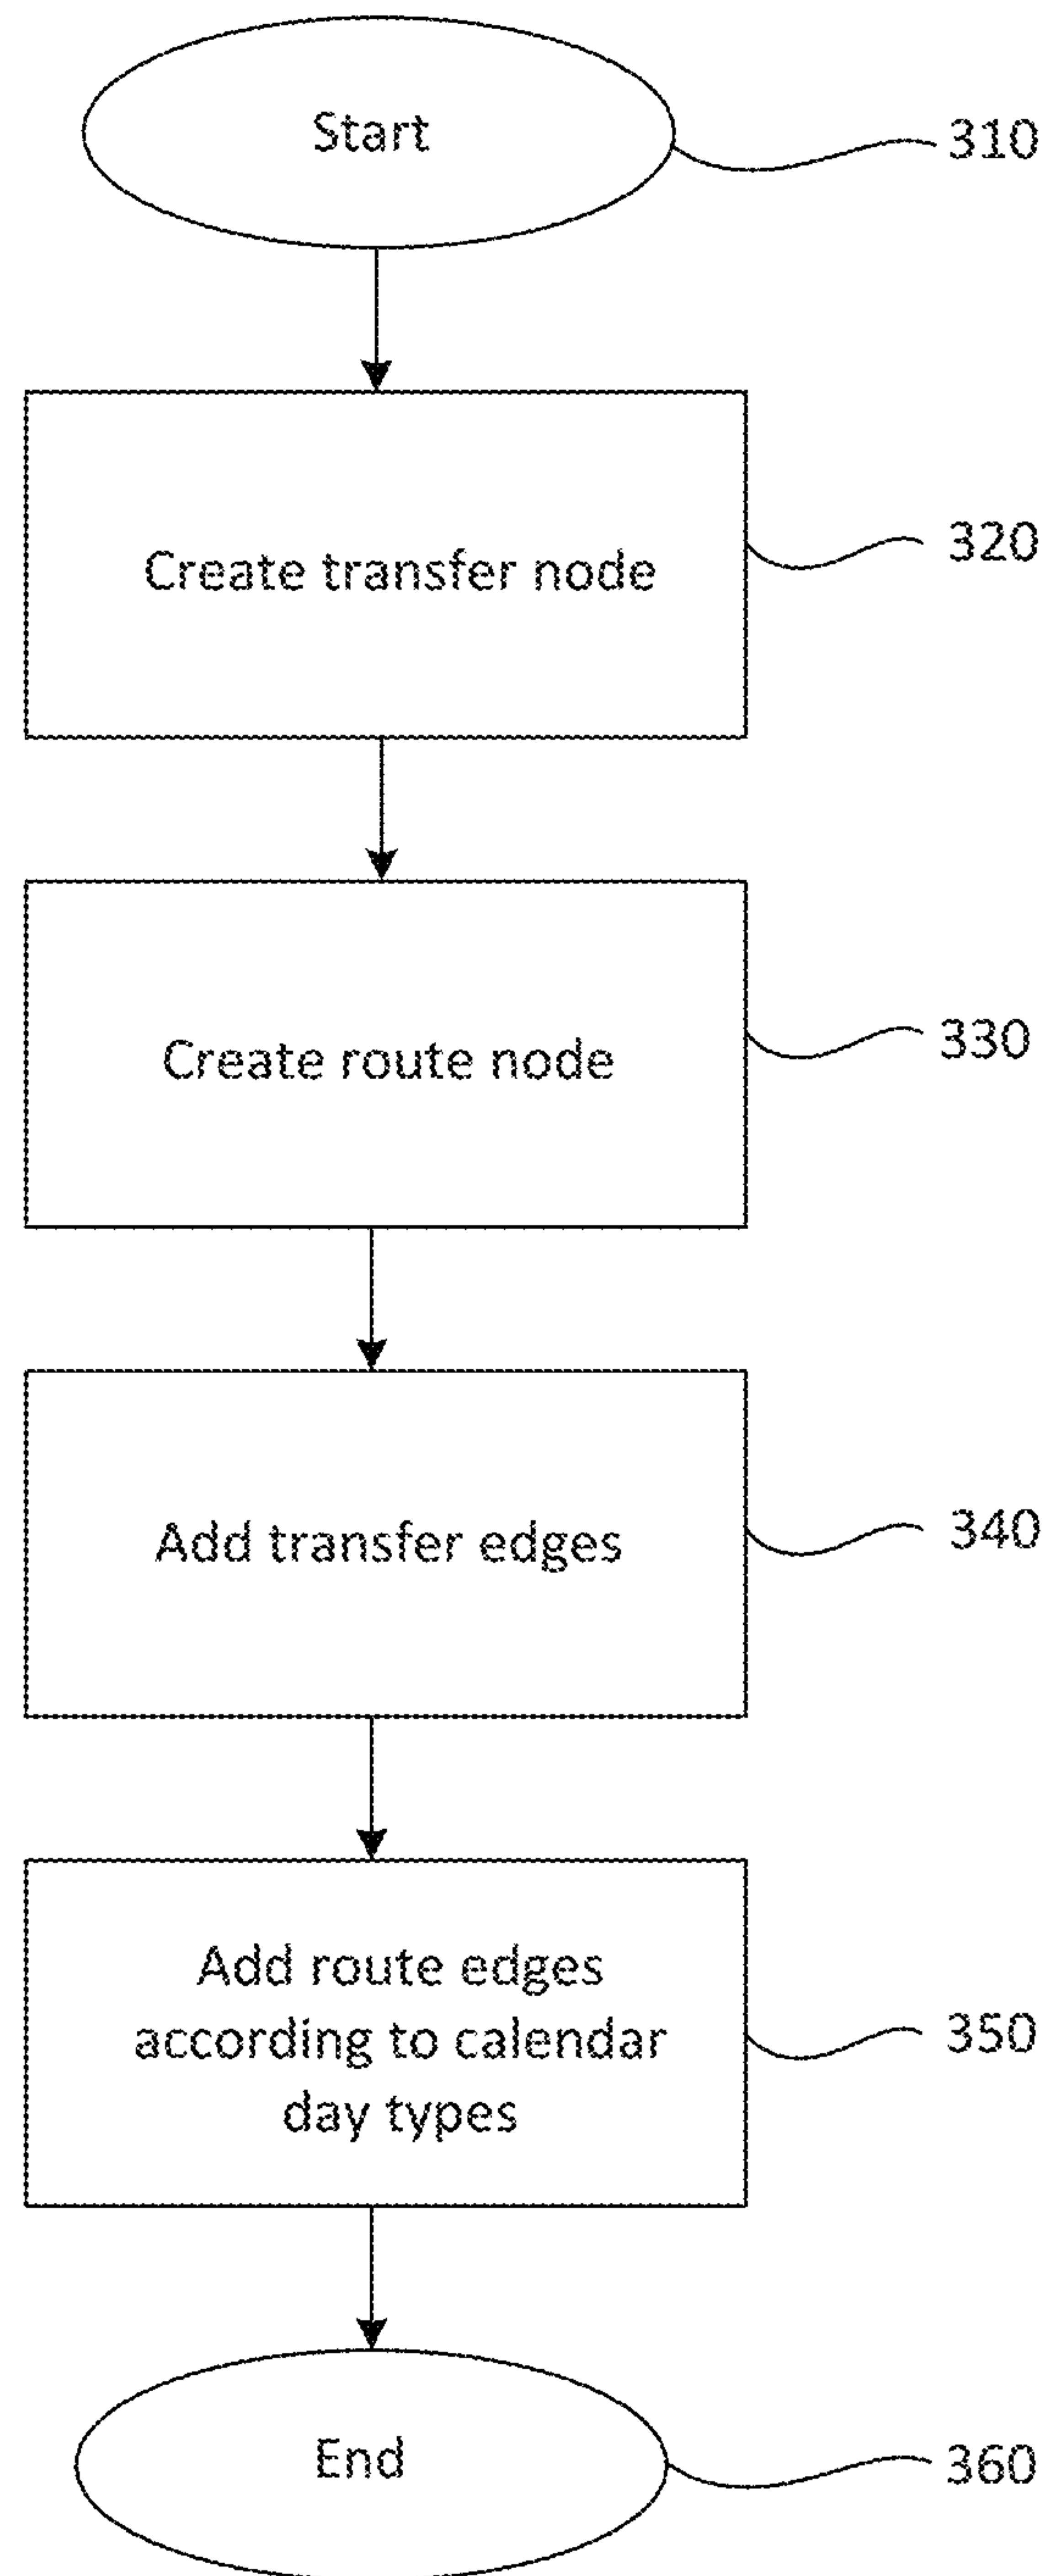 Start
310
Create transfer node
320
Create route node
330
Add transfer edges
340
Add route edges
according to calendar
day types
350
End
360